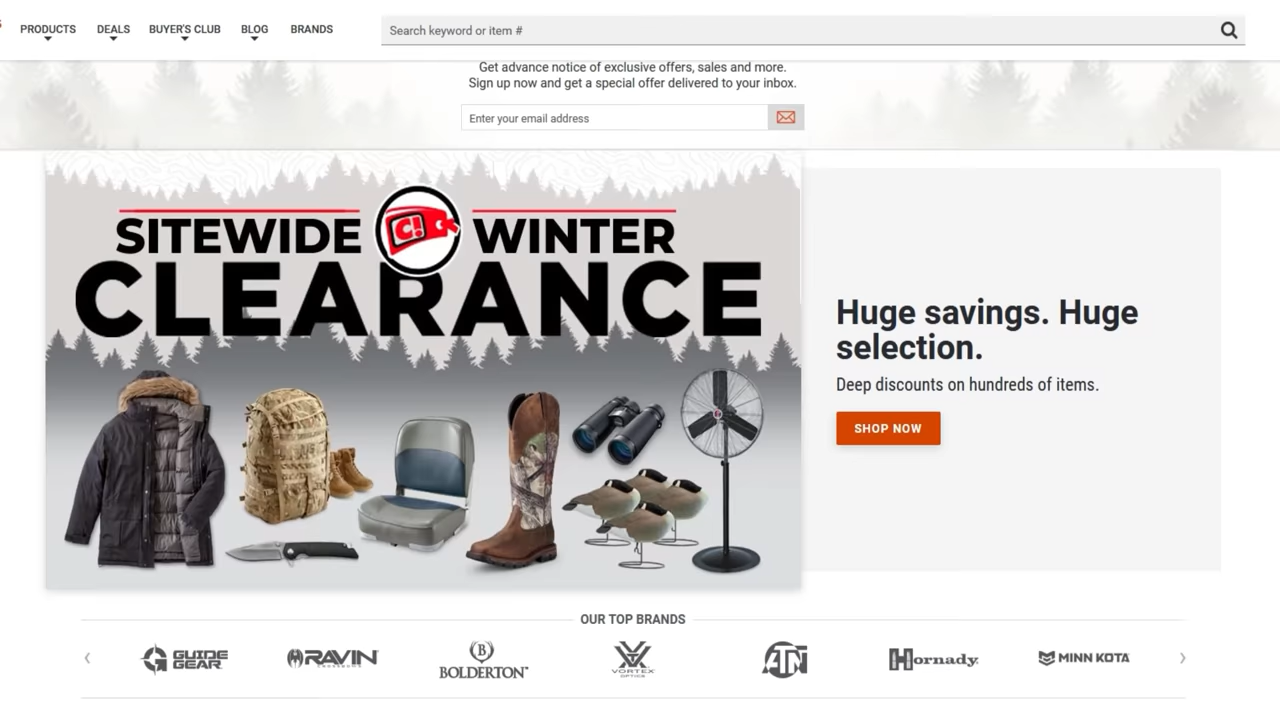 PRODUCTS DEALS BUYER'S CLUB BLOG BRANDS
Search keyword or item #
Get advance notice of exclusive offers, sales and more.
Sign up now and get a special offer delivered to your inbox.
Enter your email address
SITEWIDE C! WINTER
CLEARANCE
Huge savings. Huge
selection.
Deep discounts on hundreds of items.
SHOP NOW
OUR TOP BRANDS
GUIDE GEAR
RAVIN
B
BOLDERTON
VORTEX
OPTICS
ATN
Hornady
MINN KOTA